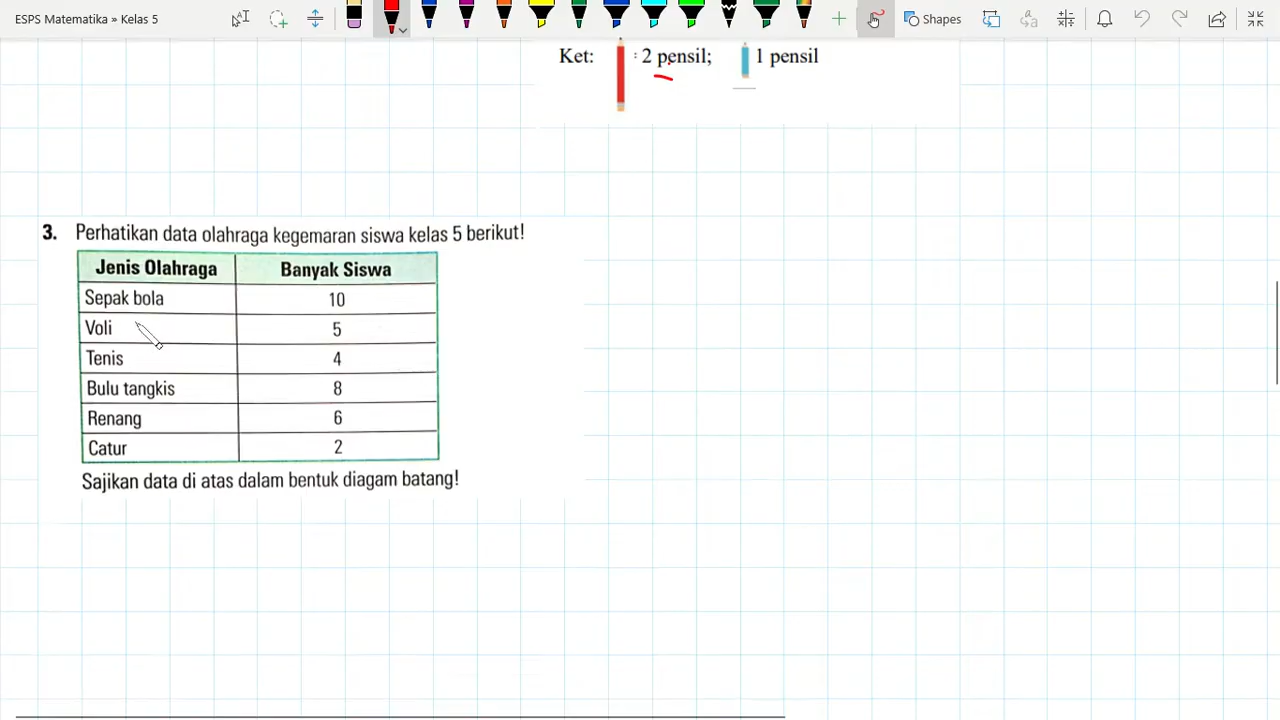 ESPS Matematika » Kelas 5
Shapes
Ket: : 2 pensil; 1 pensil
3. Perhatikan data olahraga kegemaran siswa kelas 5 berikut!
Jenis Olahraga Banyak Siswa
Sepak bola 10
Voli 5
Tenis 4
Bulu tangkis 8
Renang 6
Catur 2
Sajikan data di atas dalam bentuk diagam batang!